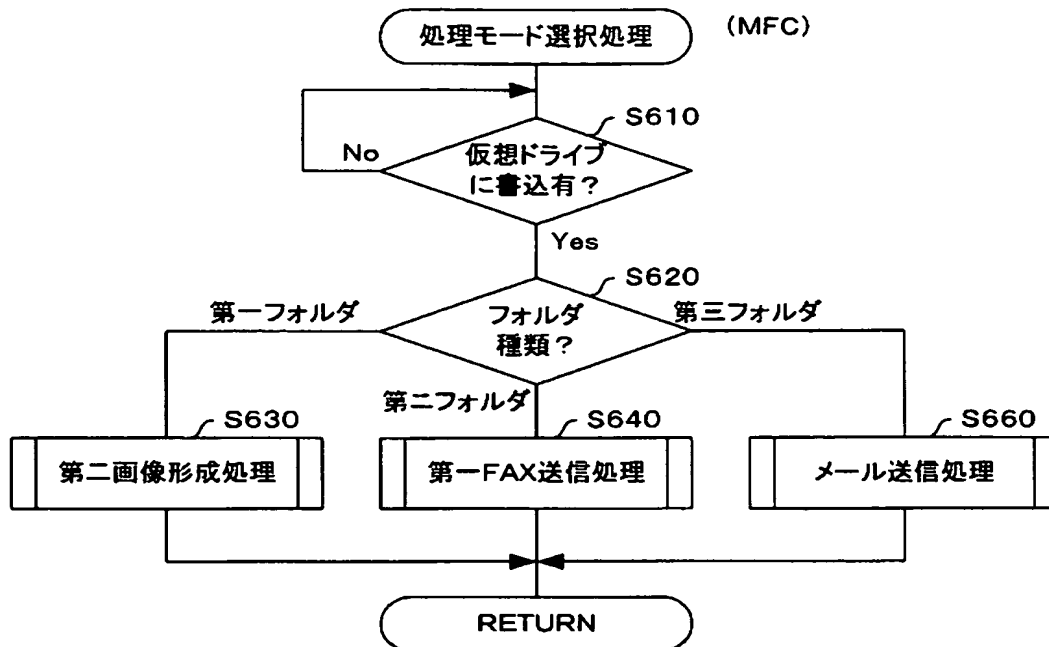 処理モード選択処理
(MFC)
S610
No
仮想ドライブ
に書込有？
Yes
S620
第一フォルダ
フォルダ
種類？
第三フォルダ
第二フォルダ
S630
S640
S660
第二画像形成処理
第一FAX送信処理
メール送信処理
RETURN